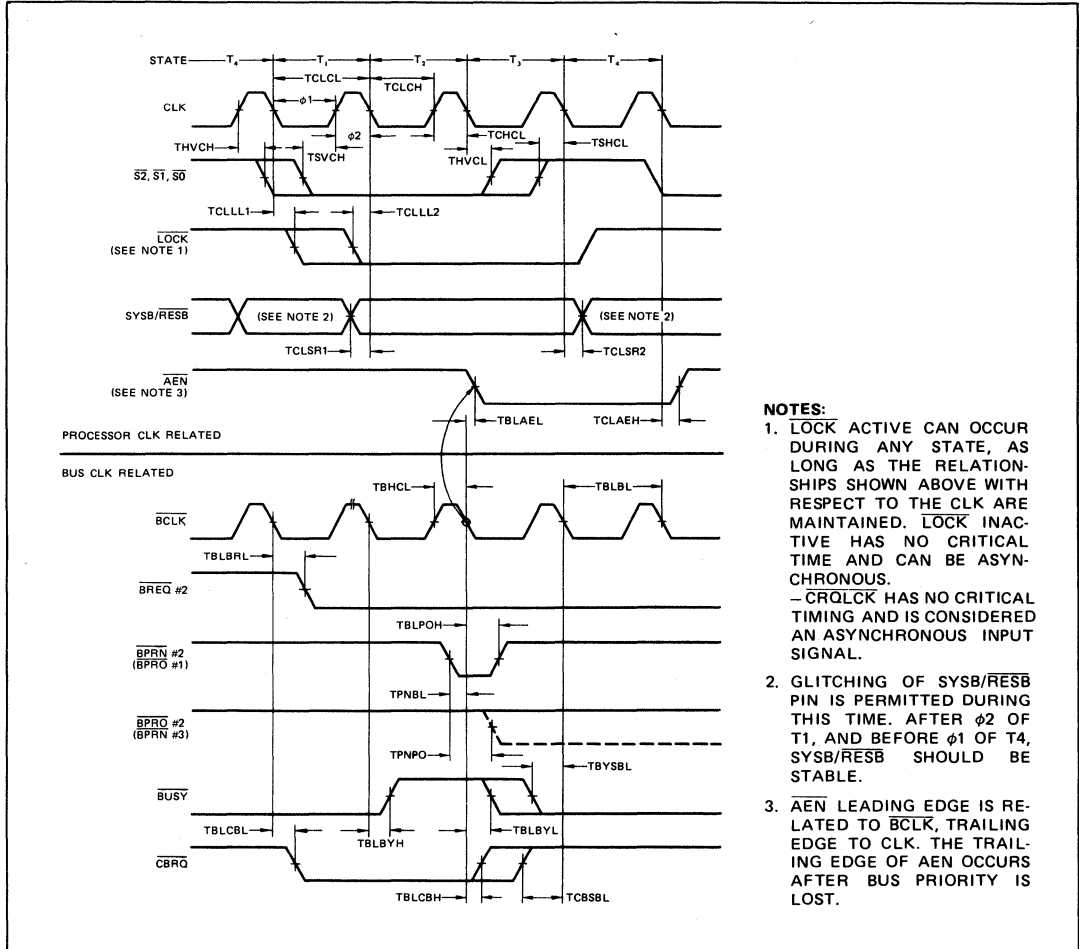 STATE T₄ T₁ T₂ T₃ T₄
TCLCL
TCLCH
CLK
φ1
φ2
TCHCL
TSHCL
THVCH
TSVCH
THVCL
S2, S1, S0
TCLLL1
TCLLL2
LOCK
(SEE NOTE 1)
SYSB/RESB
(SEE NOTE 2)
(SEE NOTE 2)
TCLSR1
TCLSR2
AEN
(SEE NOTE 3)
TBLAEL
TCLAEH
PROCESSOR CLK RELATED
BUS CLK RELATED
TBHCL
TBLBL
BCLK
TBLBRL
BREQ #2
TBLPOH
BPRN #2
(BPRO #1)
TPNBL
BPRO #2
(BPRN #3)
TPNPO
TBYSBL
BUSY
TBLCBL
TBLBYH
TBLBYL
CBRQ
TBLCBH
TCBSBL
NOTES:
1. LOCK ACTIVE CAN OCCUR
DURING ANY STATE, AS
LONG AS THE RELATION-
SHIPS SHOWN ABOVE WITH
RESPECT TO THE CLK ARE
MAINTAINED. LOCK INAC-
TIVE HAS NO CRITICAL
TIME AND CAN BE ASYN-
CHRONOUS.
– CRQLCK HAS NO CRITICAL
TIMING AND IS CONSIDERED
AN ASYNCHRONOUS INPUT
SIGNAL.
2. GLITCHING OF SYSB/RESB
PIN IS PERMITTED DURING
THIS TIME. AFTER φ2 OF
T1, AND BEFORE φ1 OF T4,
SYSB/RESB SHOULD BE
STABLE.
3. AEN LEADING EDGE IS RE-
LATED TO BCLK, TRAILING
EDGE TO CLK. THE TRAIL-
ING EDGE OF AEN OCCURS
AFTER BUS PRIORITY IS
LOST.